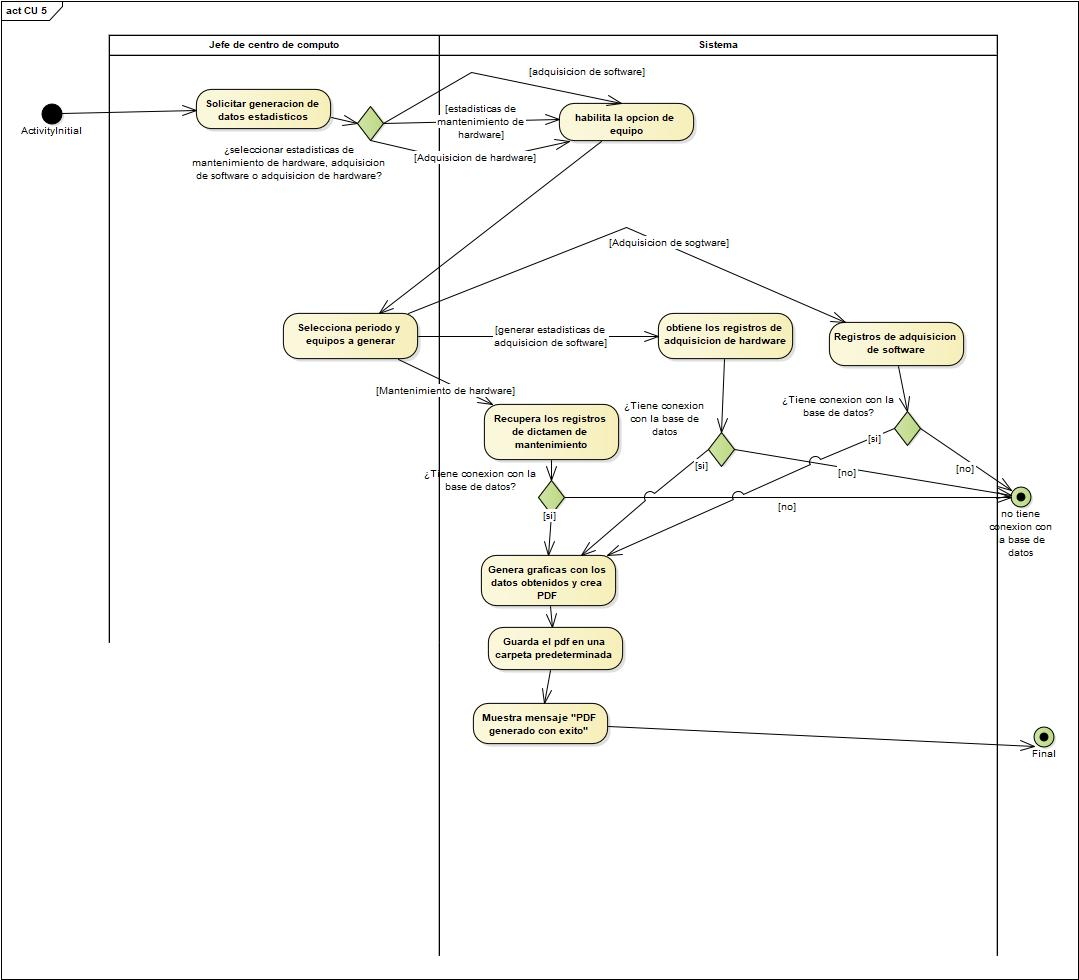 act CU 5
Jefe de centro de computo
Sistema
ActivityInitial
Solicitar generacion de
datos estadisticos
¿seleccionar estadisticas de
mantenimiento de hardware, adquisicion
de software o adquisicion de hardware?
[adquisicion de software]
[estadisticas de
mantenimiento de
hardware]
[Adquisicion de hardware]
habilita la opcion de
equipo
[Adquisicion de sogtware]
Selecciona periodo y
equipos a generar
[generar estadisticas de
adquisicion de software]
obtiene los registros de
adquisicion de hardware
Registros de adquisicion
de software
[Mantenimiento de hardware]
Recupera los registros
de dictamen de
mantenimiento
¿Tiene conexion
con la base de
datos
¿Tiene conexion con la
base de datos?
¿Tiene conexion con la
base de datos?
[si]
[si]
[si]
[no]
[no]
[no]
no tiene
conexion con
a base de
datos
Genera graficas con los
datos obtenidos y crea
PDF
Guarda el pdf en una
carpeta predeterminada
Muestra mensaje "PDF
generado con exito"
Final